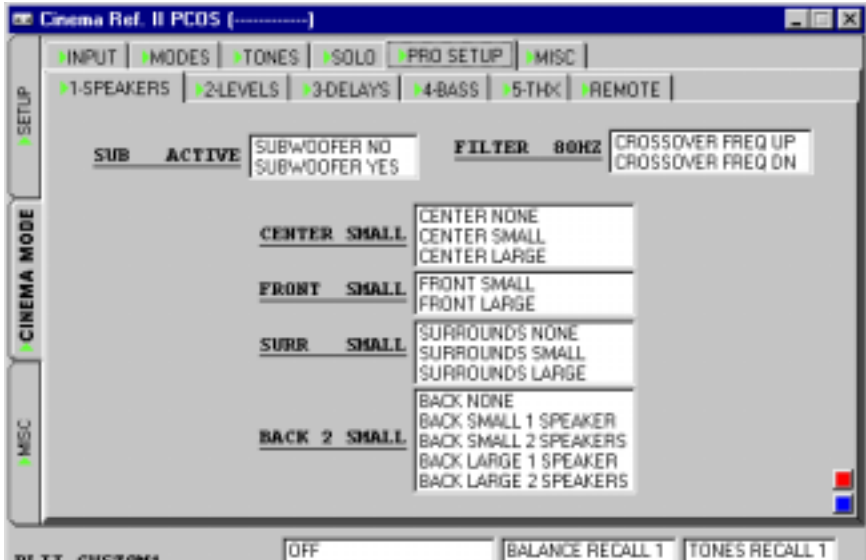 Cinema Ref. II PCOS (------------)
INPUT MODES TONES SOLO PRO SETUP MISC
1-SPEAKERS 2-LEVELS 3-DELAYS 4-BASS 5-THX REMOTE
SETUP
CINEMA MODE
MISC
SUB ACTIVE
SUBWOOFER NO
SUBWOOFER YES
FILTER 80HZ
CROSSOVER FREQ UP
CROSSOVER FREQ DN
CENTER SMALL
CENTER NONE
CENTER SMALL
CENTER LARGE
FRONT SMALL
FRONT SMALL
FRONT LARGE
SURR SMALL
SURROUNDS NONE
SURROUNDS SMALL
SURROUNDS LARGE
BACK 2 SMALL
BACK NONE
BACK SMALL 1 SPEAKER
BACK SMALL 2 SPEAKERS
BACK LARGE 1 SPEAKER
BACK LARGE 2 SPEAKERS
PLII CUSTOM1
OFF
BALANCE RECALL 1
TONES RECALL 1